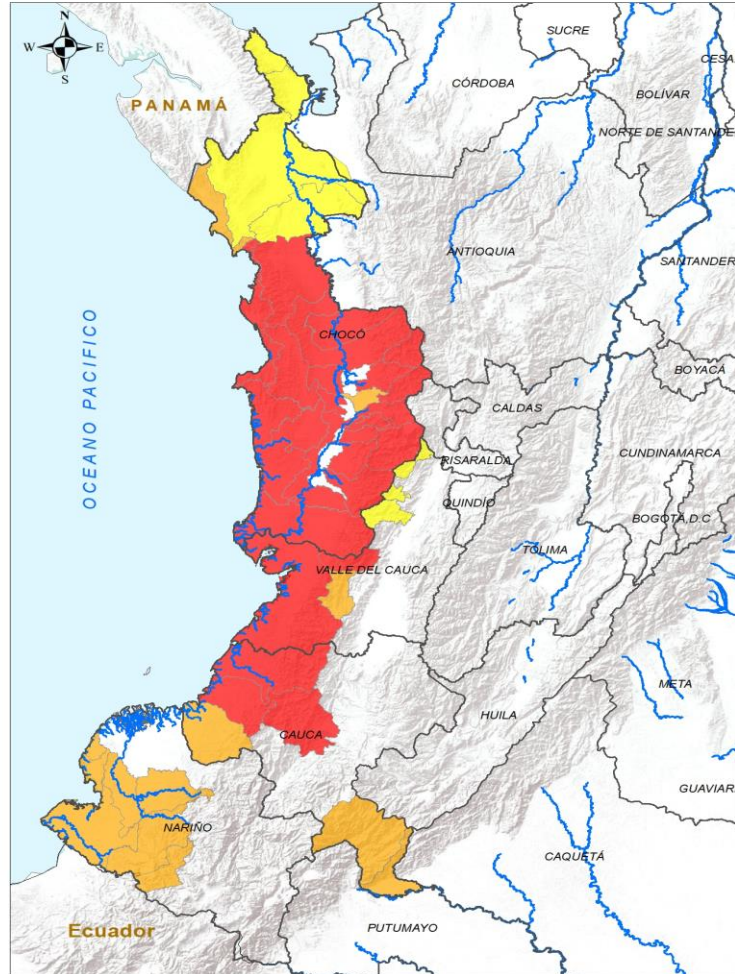 N
W
E
S
SUCRE
CESA
CÓRDOBA
BOLÍVAR
PANAMÁ
NORTE DE SANTANDE
ANTIOQUIA
SANTANDER
OCEANO PACIFICO
CHOCÓ
BOYACÁ
CALDAS
CUNDINAMARCA
RISARALDA
QUINDÍO
BOGOTÁ, D.C
TOLIMA
VALLE DEL CAUCA
META
HUILA
CAUCA
GUAVIAR
NARIÑO
CAQUETÁ
PUTUMAYO
Ecuador